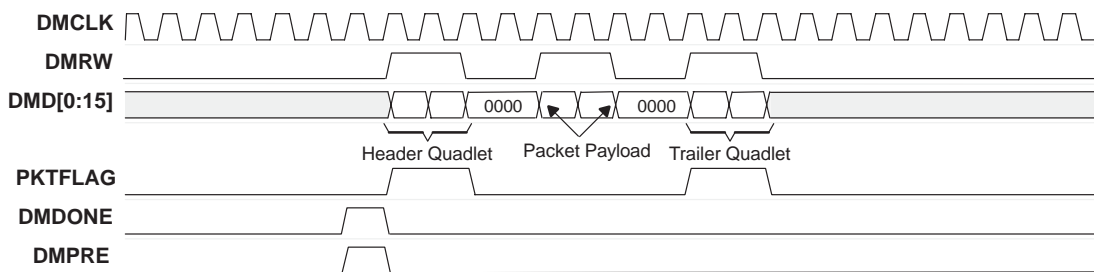 DMCLK
DMRW
DMD[0:15]
0000
0000
Header Quadlet
Packet Payload
Trailer Quadlet
PKTFLAG
DMDONE
DMPRE